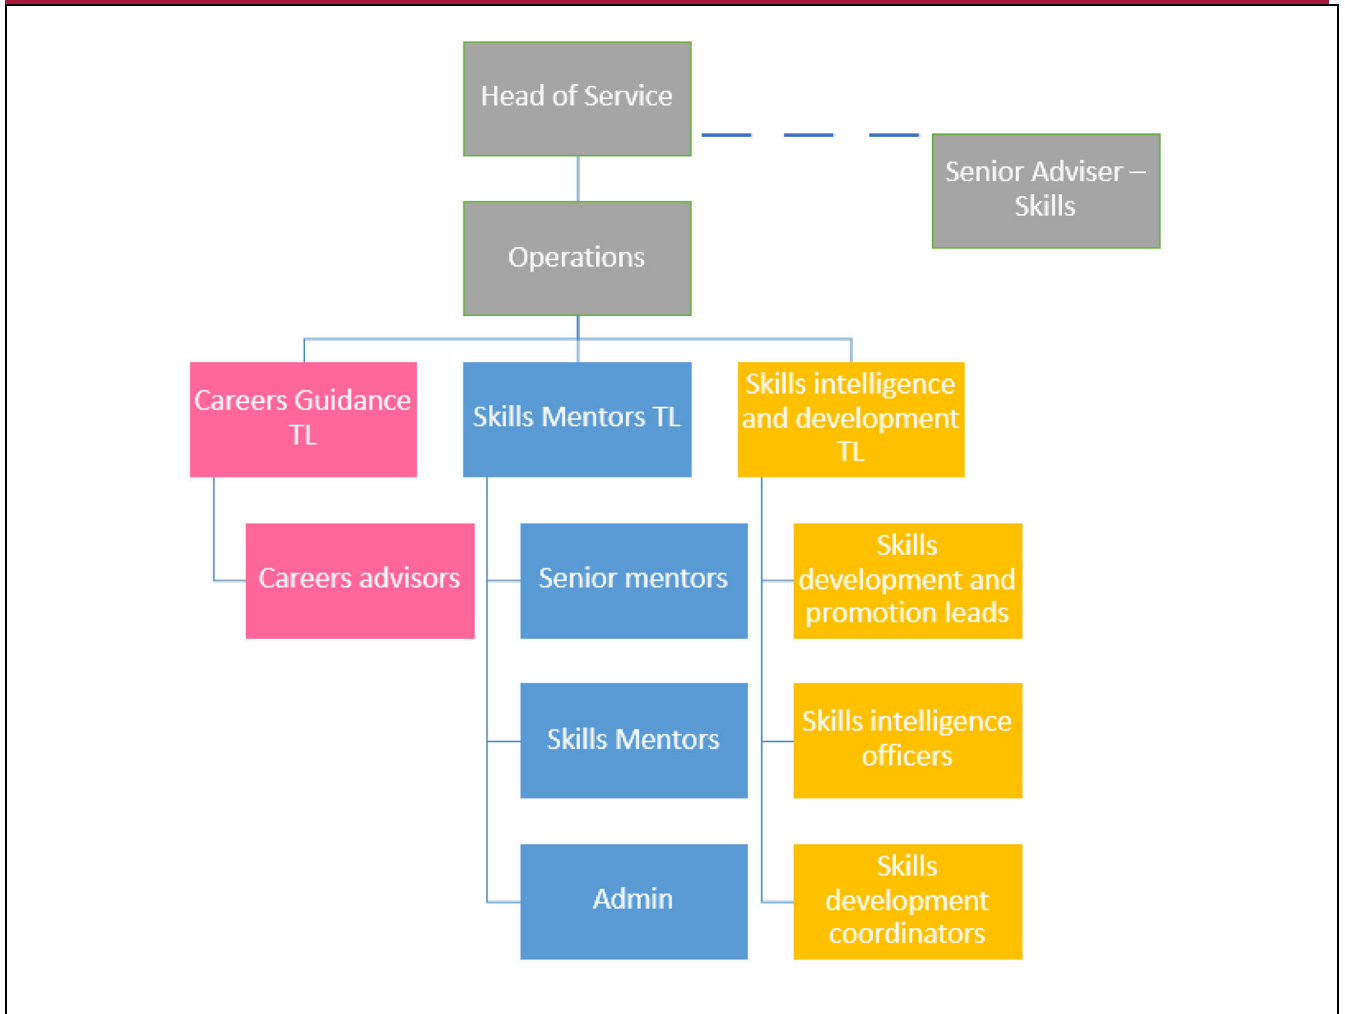 Head of Service
Senior Adviser –
Skills
Operations
Careers Guidance
TL
Skills Mentors TL
Skills intelligence
and development
TL
Careers advisors
Senior mentors
Skills
development and
promotion leads
Skills Mentors
Skills intelligence
officers
Admin
Skills
development
coordinators